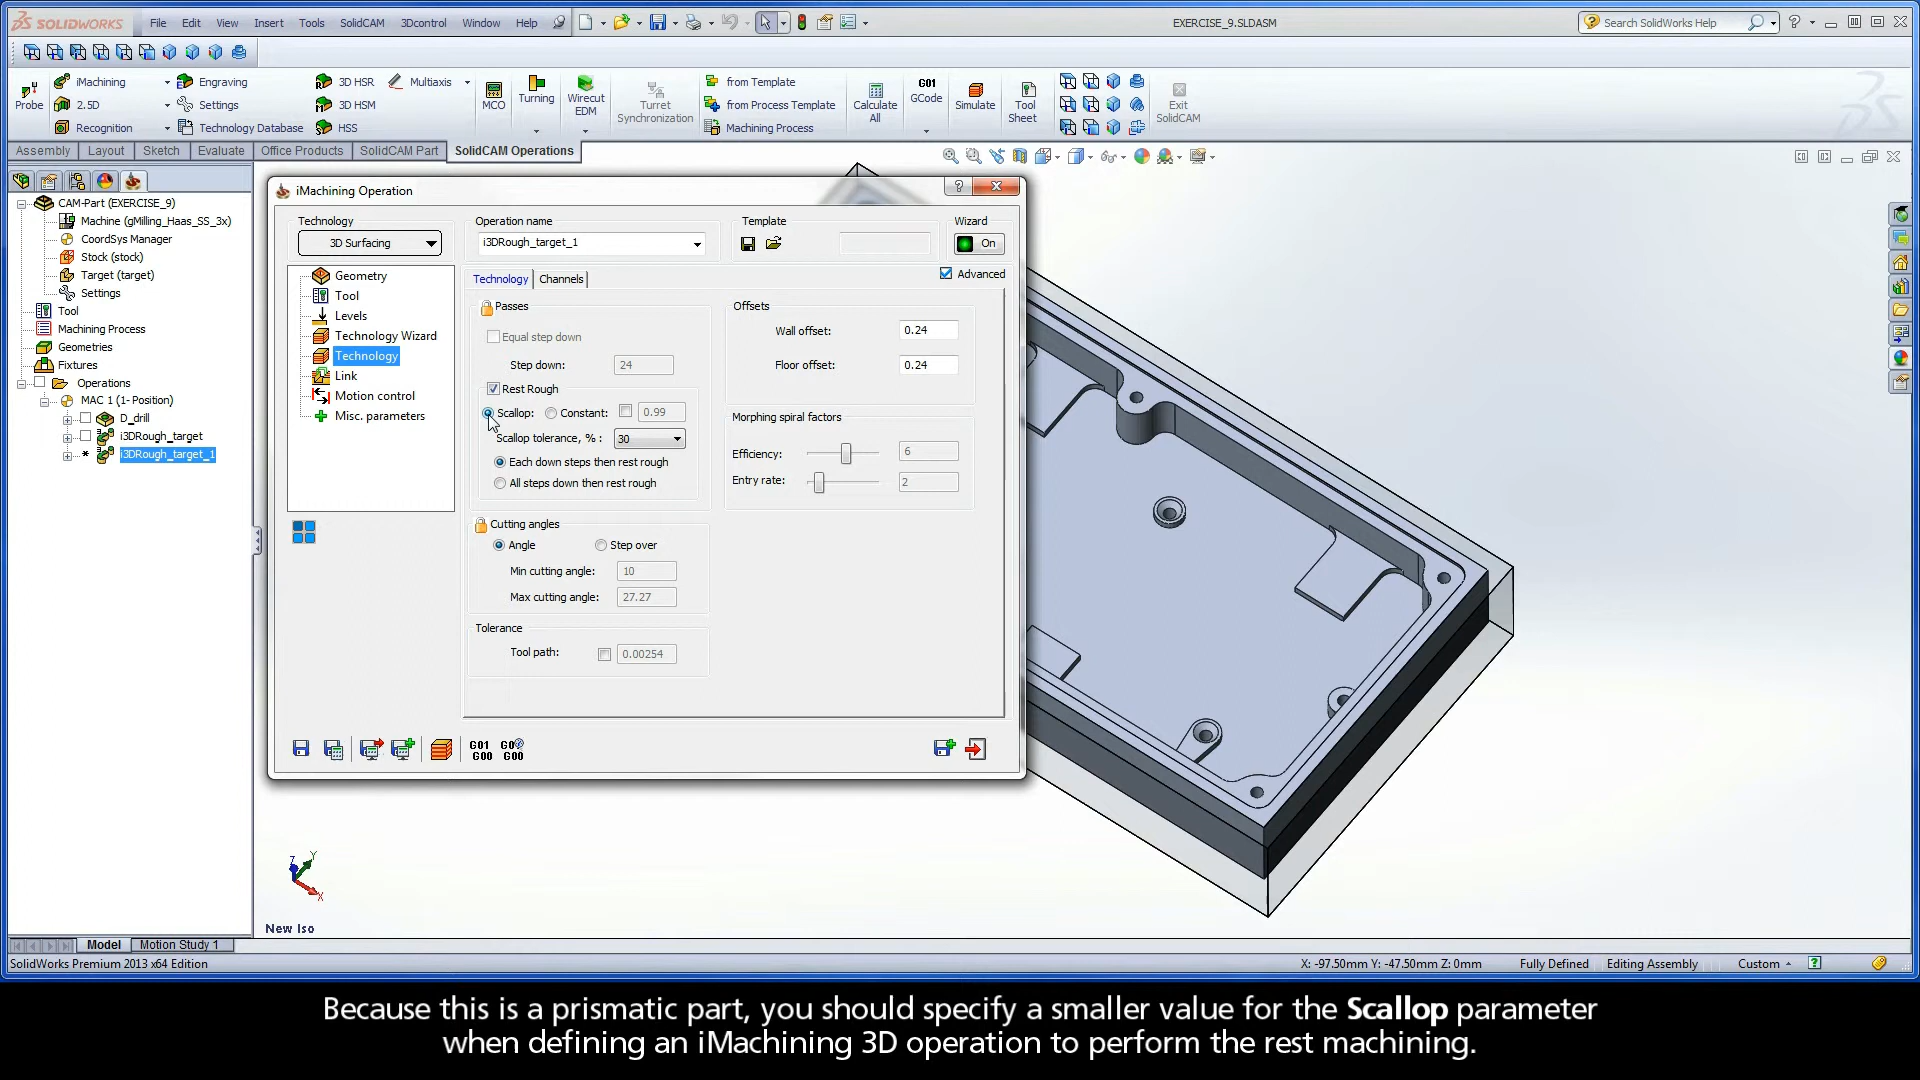 SOLIDWORKS
File Edit View Insert Tools SolidCAM 3Dcontrol Window Help
EXERCISE_9.SLDASM
Search SolidWorks Help
Probe
iMachining
2.5D
Recognition
Engraving
Settings
Technology Database
3D HSR
3D HSM
HSS
Multiaxis
MCO
Turning
Wirecut
EDM
Turret
Synchronization
from Template
from Process Template
Machining Process
Calculate
All
G01
GCode
Simulate
Tool
Sheet
Exit
SolidCAM
Assembly Layout Sketch Evaluate Office Products SolidCAM Part SolidCAM Operations
CAM-Part (EXERCISE_9)
Machine (gMilling_Haas_SS_3x)
CoordSys Manager
Stock (stock)
Target (target)
Settings
Tool
Machining Process
Geometries
Fixtures
Operations
MAC 1 (1- Position)
D_drill
i3DRough_target
* i3DRough_target_1
iMachining Operation
Technology
3D Surfacing
Operation name
i3DRough_target_1
Template
Wizard
On
Geometry
Tool
Levels
Technology Wizard
Technology
Link
Motion control
Misc. parameters
Technology Channels
Advanced
Passes
Equal step down
Step down: 24
Rest Rough
Scallop: Constant: 0.99
Scallop tolerance, % : 30
Each down steps then rest rough
All steps down then rest rough
Cutting angles
Angle Step over
Min cutting angle: 10
Max cutting angle: 27.27
Tolerance
Tool path: 0.00254
Offsets
Wall offset: 0.24
Floor offset: 0.24
Morphing spiral factors
Efficiency: 6
Entry rate: 2
G01
G00
G0
G00
Z Y X
New Iso
Model Motion Study 1
SolidWorks Premium 2013 x64 Edition
X: -97.50mm Y: -47.50mm Z: 0mm Fully Defined Editing Assembly Custom
Because this is a prismatic part, you should specify a smaller value for the Scallop parameter
when defining an iMachining 3D operation to perform the rest machining.